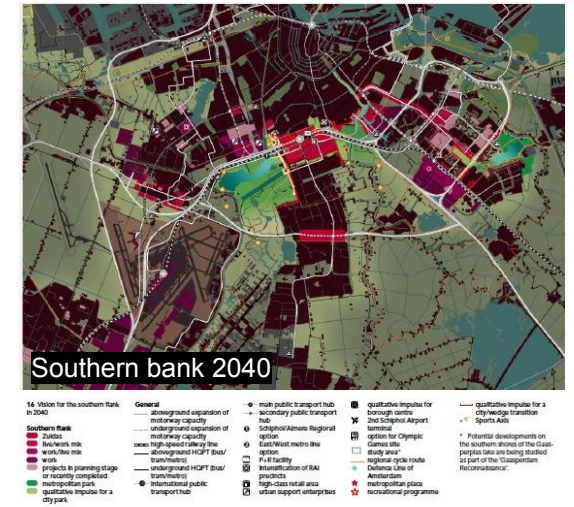 Southern bank 2040
16 Vision for the southern flank
in 2040
Southern flank
Zuidas
live/work mix
work/live mix
work
projects in planning stage
or recently completed
metropolitan park
qualitative impulse for a
city park
General
aboveground expansion of
motorway capacity
underground expansion of
motorway capacity
high-speed railway line
aboveground HQPT (bus/
tram/metro)
underground HQPT (bus/
tram/metro)
international public
transport hub
main public transport hub
secondary public transport
hub
Schiphol/Almere Regiorail
option
East/West metro line
option
P+R facility
intensification of RAI
precincts
high-class retail area
urban support enterprises
qualitative impulse for
borough centre
2nd Schiphol Airport
terminal
option for Olympic
Games site
study area*
regional cycle route
Defence Line of
Amsterdam
metropolitan place
recreational programme
qualitative impulse for a
city/wedge transition
Sports Axis
* Potential developments on
the southern shores of the Gaas-
perplas lake are being studied
as part of the 'Gaasperdam
Reconnaissance'.